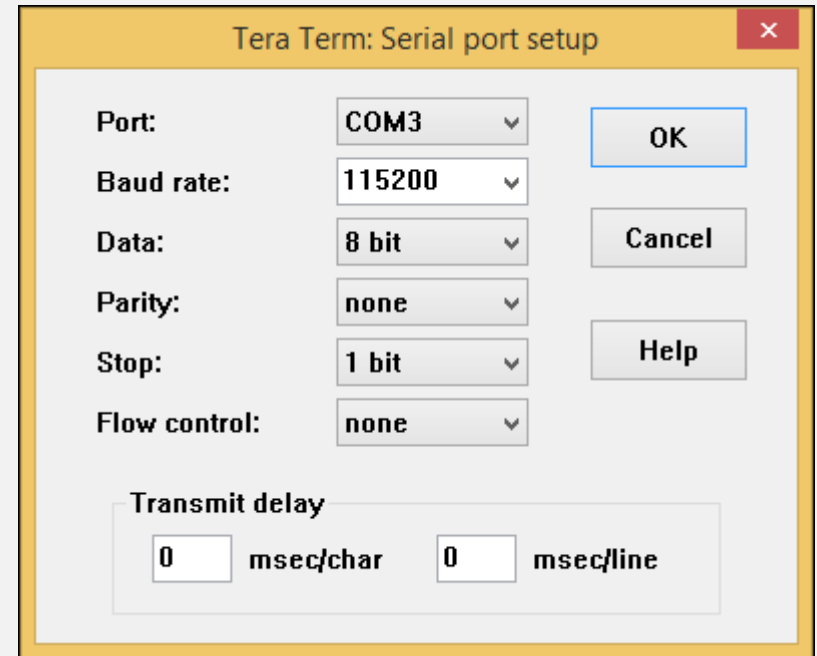 Tera Term: Serial port setup
Port: COM3 OK
Baud rate: 115200
Data: 8 bit Cancel
Parity: none
Stop: 1 bit Help
Flow control: none
Transmit delay
0 msec/char 0 msec/line